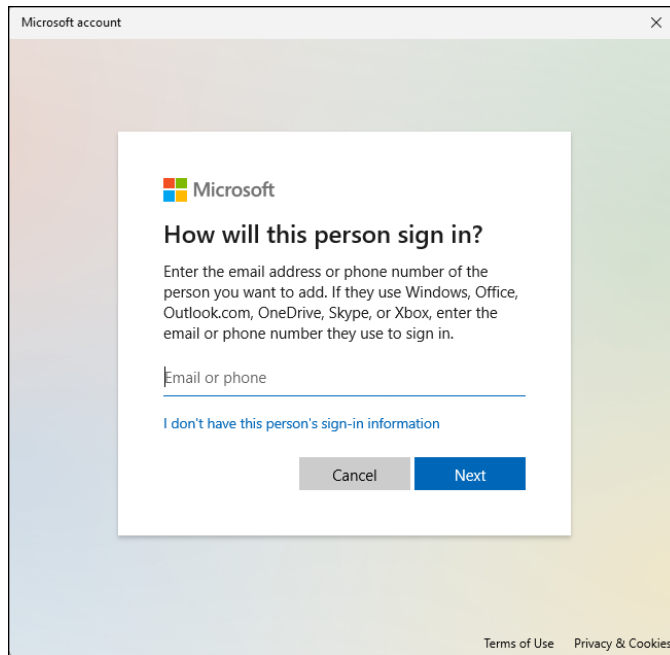 Microsoft account
Microsoft
How will this person sign in?
Enter the email address or phone number of the
person you want to add. If they use Windows, Office,
Outlook.com, OneDrive, Skype, or Xbox, enter the
email or phone number they use to sign in.
Email or phone
I don't have this person's sign-in information
Cancel Next
Terms of Use Privacy & Cookies